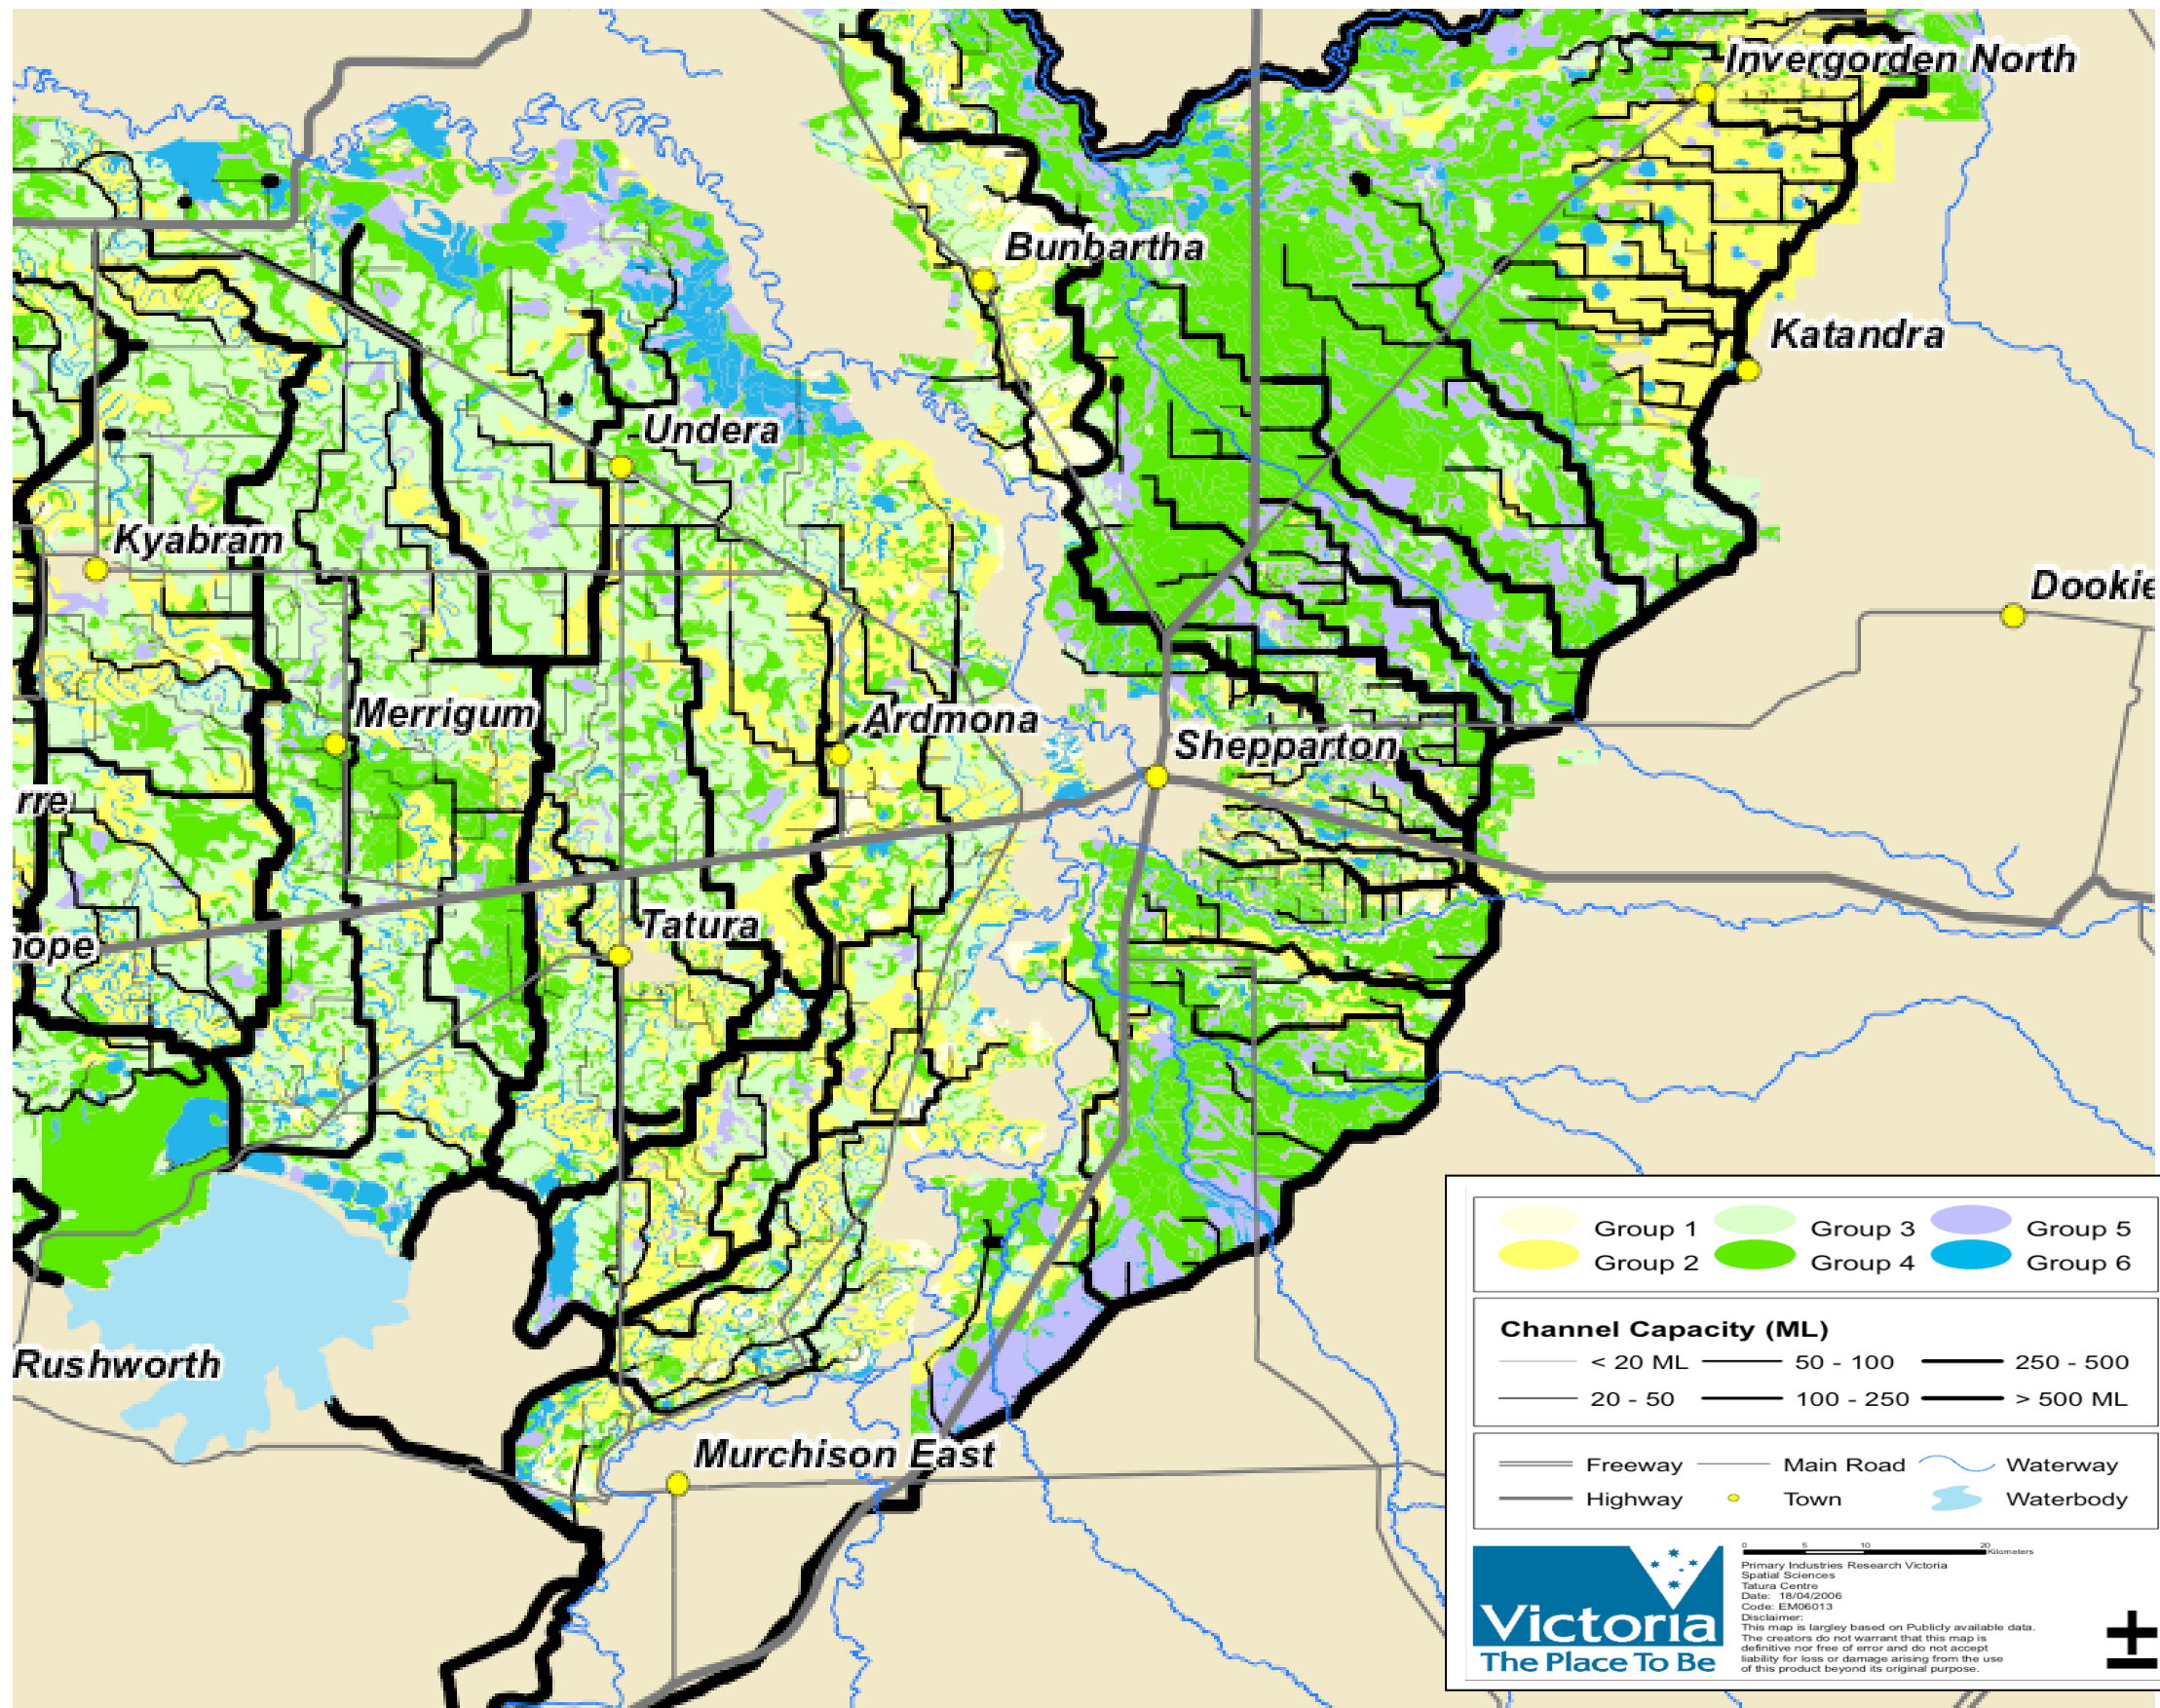 Invergorden North
Bunbartha
Katandra
Undera
Kyabram
Dookie
Merrigum
Ardmona
Shepparton
rre
Tatura
hope
Rushworth
Murchison East
Group 1 Group 3 Group 5
Group 2 Group 4 Group 6
Channel Capacity (ML)
< 20 ML 50 - 100 250 - 500
20 - 50 100 - 250 > 500 ML
Freeway Main Road Waterway
Highway Town Waterbody
0 5 10 20
Kilometers
Primary Industries Research Victoria
Spatial Sciences
Tatura Centre
Date: 18/04/2006
Code: EM06013
Disclaimer:
This map is largley based on Publicly available data.
The creators do not warrant that this map is
definitive nor free of error and do not accept
liability for loss or damage arising from the use
of this product beyond its original purpose.
Victoria
The Place To Be